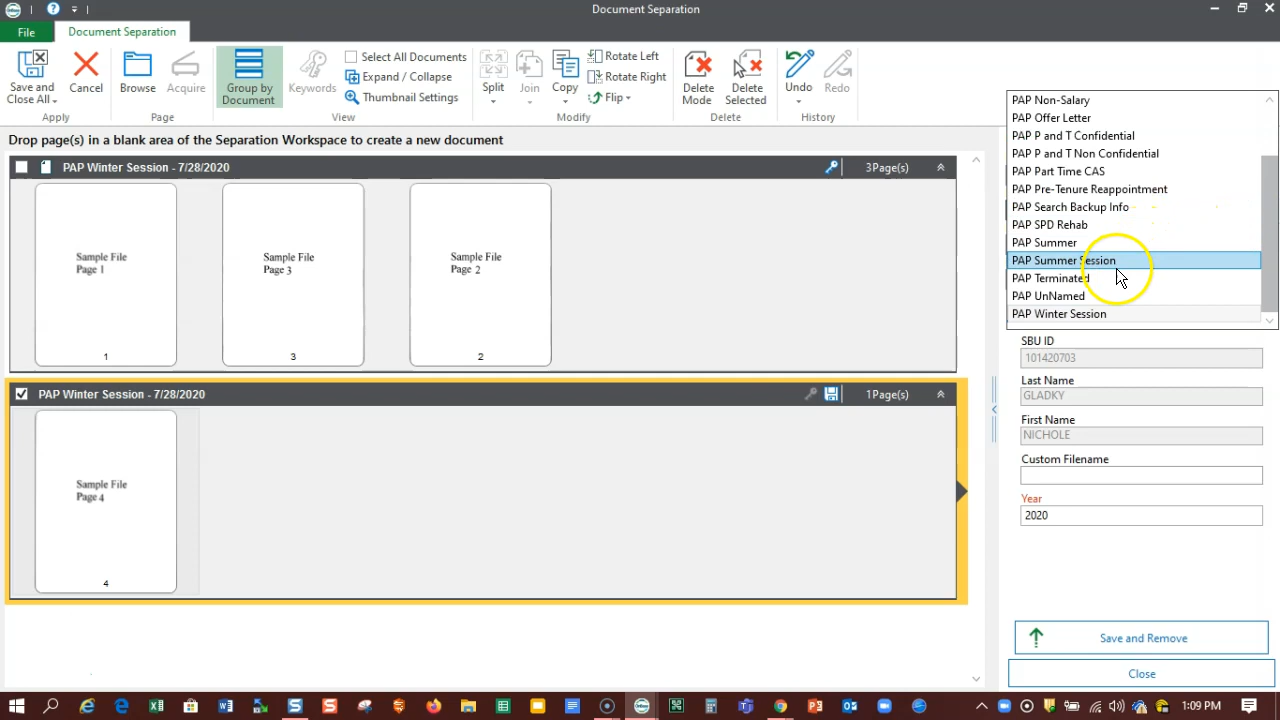 Document Separation
File
Document Separation
Save and Close All
Cancel
Apply
Browse
Acquire
Page
Group by Document
Keywords
Select All Documents
Expand / Collapse
Thumbnail Settings
View
Split
Join
Copy
Rotate Left
Rotate Right
Flip
Modify
Delete Mode
Delete Selected
Delete
Undo
Redo
History
Drop page(s) in a blank area of the Separation Workspace to create a new document
PAP Winter Session - 7/28/2020
3Page(s)
Sample File
Page 1
1
Sample File
Page 3
3
Sample File
Page 2
2
PAP Winter Session - 7/28/2020
1Page(s)
Sample File
Page 4
4
PAP Non-Salary
PAP Offer Letter
PAP P and T Confidential
PAP P and T Non Confidential
PAP Part Time CAS
PAP Pre-Tenure Reappointment
PAP Search Backup Info
PAP SPD Rehab
PAP Summer
PAP Summer Session
PAP Terminated
PAP UnNamed
PAP Winter Session
SBU ID
101420703
Last Name
GLADKY
First Name
NICHOLE
Custom Filename
Year
2020
Save and Remove
Close
1:09 PM